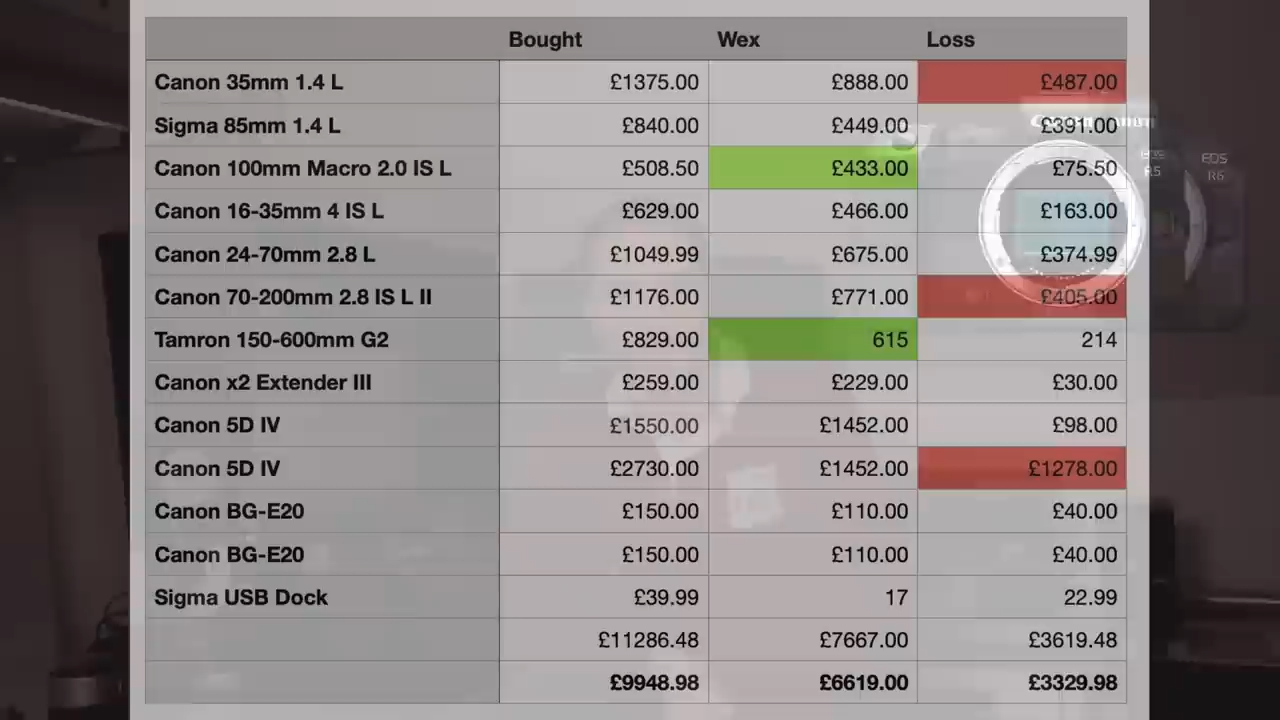 Bought Wex Loss
Canon 35mm 1.4 L £1375.00 £888.00 £487.00
Sigma 85mm 1.4 L £840.00 £449.00 £391.00
Canon 100mm Macro 2.0 IS L £508.50 £433.00 £75.50
Canon 16-35mm 4 IS L £629.00 £466.00 £163.00
Canon 24-70mm 2.8 L £1049.99 £675.00 £374.99
Canon 70-200mm 2.8 IS L II £1176.00 £771.00 £405.00
Tamron 150-600mm G2 £829.00 615 214
Canon x2 Extender III £259.00 £229.00 £30.00
Canon 5D IV £1550.00 £1452.00 £98.00
Canon 5D IV £2730.00 £1452.00 £1278.00
Canon BG-E20 £150.00 £110.00 £40.00
Canon BG-E20 £150.00 £110.00 £40.00
Sigma USB Dock £39.99 17 22.99
£11286.48 £7667.00 £3619.48
£9948.98 £6619.00 £3329.98
EOS
R5
EOS
R6